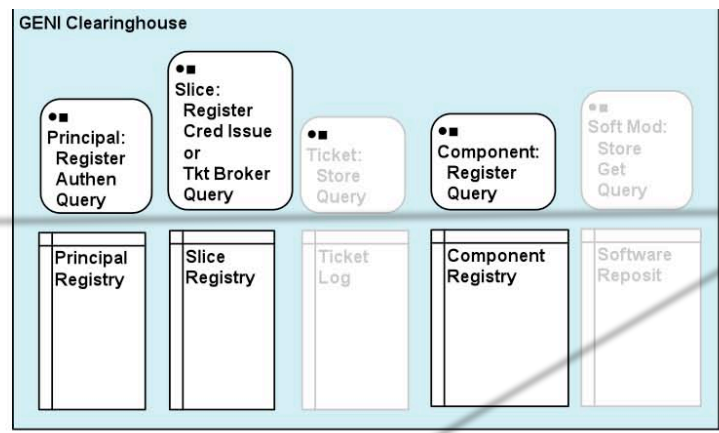 GENI Clearinghouse
Principal:
Register
Authen
Query
Slice:
Register
Cred Issue
or
Tkt Broker
Query
Ticket:
Store
Query
Component:
Register
Query
Soft Mod:
Store
Get
Query
Principal
Registry
Slice
Registry
Ticket
Log
Component
Registry
Software
Reposit